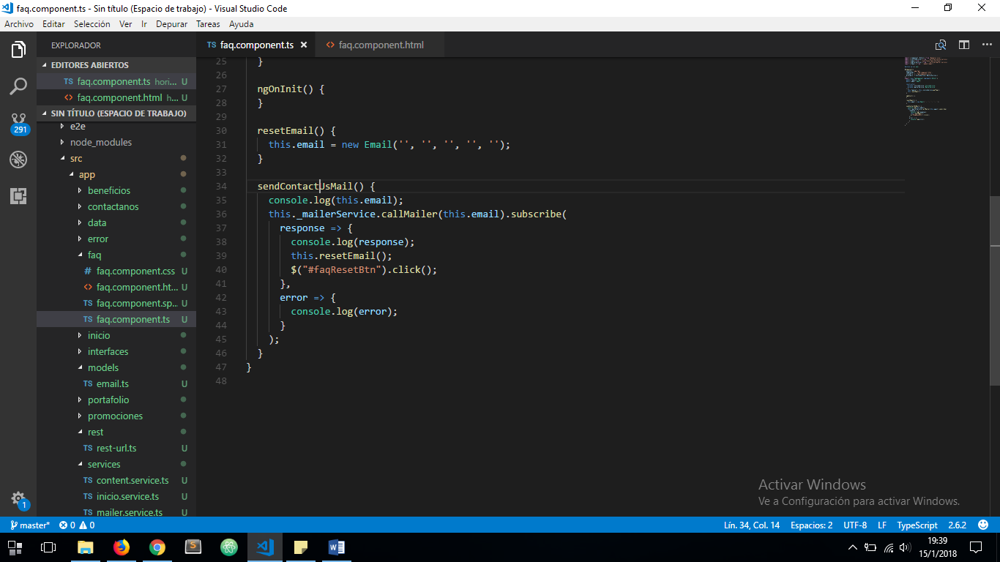 faq.component.ts - Sin título (Espacio de trabajo) - Visual Studio Code
Archivo Editar Selección Ver Ir Depurar Tareas Ayuda
EXPLORADOR
EDITORES ABIERTOS
TS faq.component.ts hori... U
<> faq.component.html h... U
SIN TÍTULO (ESPACIO DE TRABAJO)
e2e
node_modules
src
app
beneficios
contactanos
data
error
faq
# faq.component.css U
<> faq.component.ht... U
TS faq.component.sp... U
TS faq.component.ts U
inicio
interfaces
models
TS email.ts U
portafolio
promociones
rest
TS rest-url.ts U
services
TS content.service.ts U
TS inicio.service.ts U
TS mailer.service.ts U
291
1
TS faq.component.ts ×
<> faq.component.html
25 }
26
27 ngOnInit() {
28 }
29
30 resetEmail() {
31 this.email = new Email('', '', '', '', '');
32 }
33
34 sendContactUsMail() {
35 console.log(this.email);
36 this._mailerService.callMailer(this.email).subscribe(
37 response => {
38 console.log(response);
39 this.resetEmail();
40 $("#faqResetBtn").click();
41 },
42 error => {
43 console.log(error);
44 }
45 );
46 }
47 }
48
Activar Windows
Ve a Configuración para activar Windows.
master* 0 0
Lín. 34, Col. 14 Espacios: 2 UTF-8 LF TypeScript 2.6.2
19:39
15/1/2018